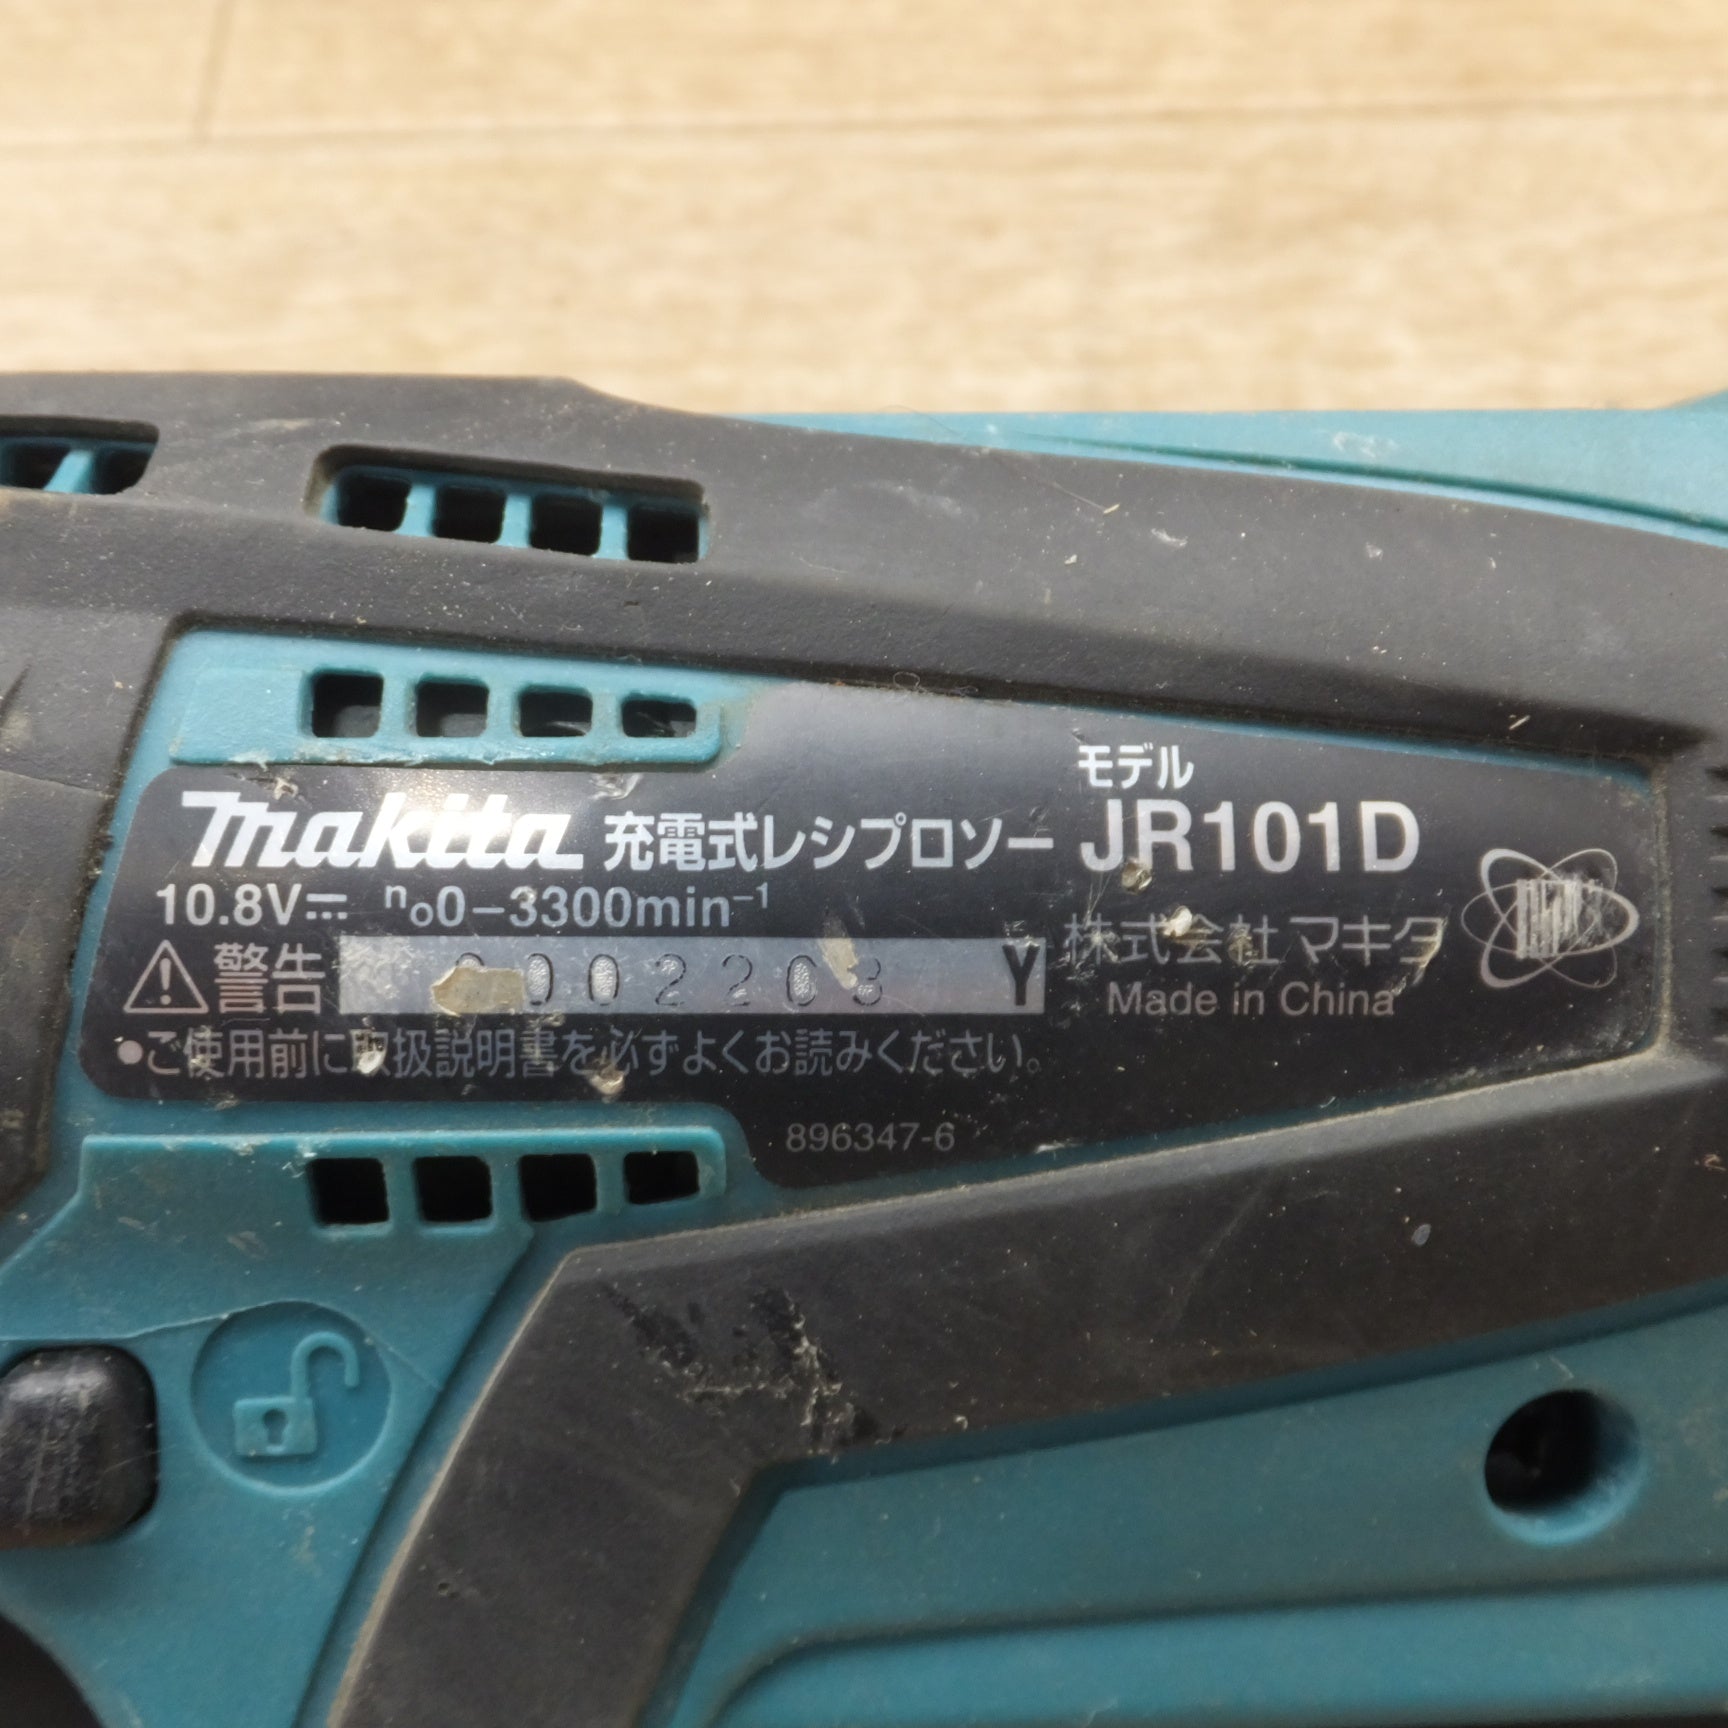 モデル
makita 充電式レシプロソー JR101D
10.8V⎓ n₀0–3300min⁻¹
株式会社マキタ
警告 Y
Made in China
●ご使用前に取扱説明書を必ずよくお読みください。
896347-6